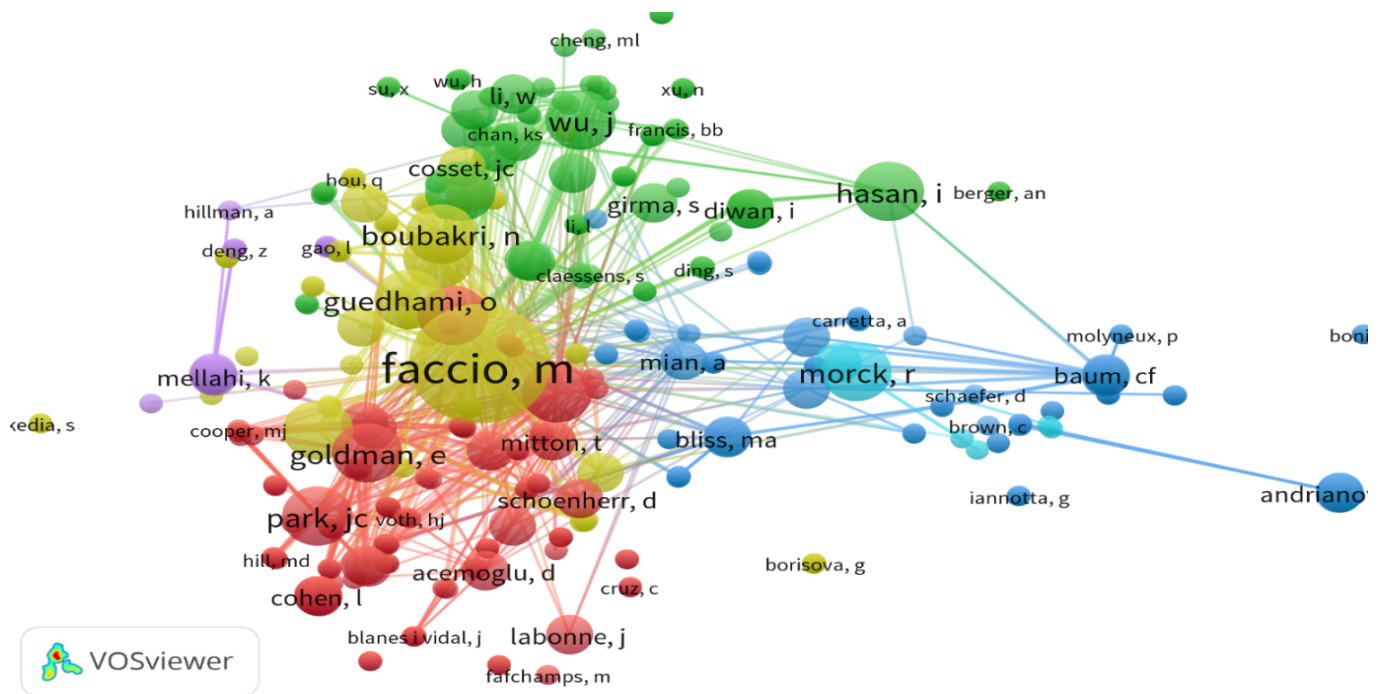 cheng, ml
wu, h
su, x
li, w
xu, n
wu, j
chan, ks
francis, bb
cosset, jc
hou, q
hasan, i
berger, an
hillman, a
girma, s
diwan, i
li, l
boubakri, n
deng, z
gao, l
claessens, s
ding, s
guedhami, o
carretta, a
molyneux, p
boni
faccio, m
mian, a
morck, r
baum, cf
mellahi, k
schaefer, d
kedia, s
cooper, mj
brown, c
goldman, e
mitton, t
bliss, ma
schoenherr, d
iannotta, g
andriano
park, jc
voth, hj
hill, md
acemoglu, d
borisova, g
cohen, l
cruz, c
blanes i vidal, j
labonne, j
fafchamps, m
VOSviewer